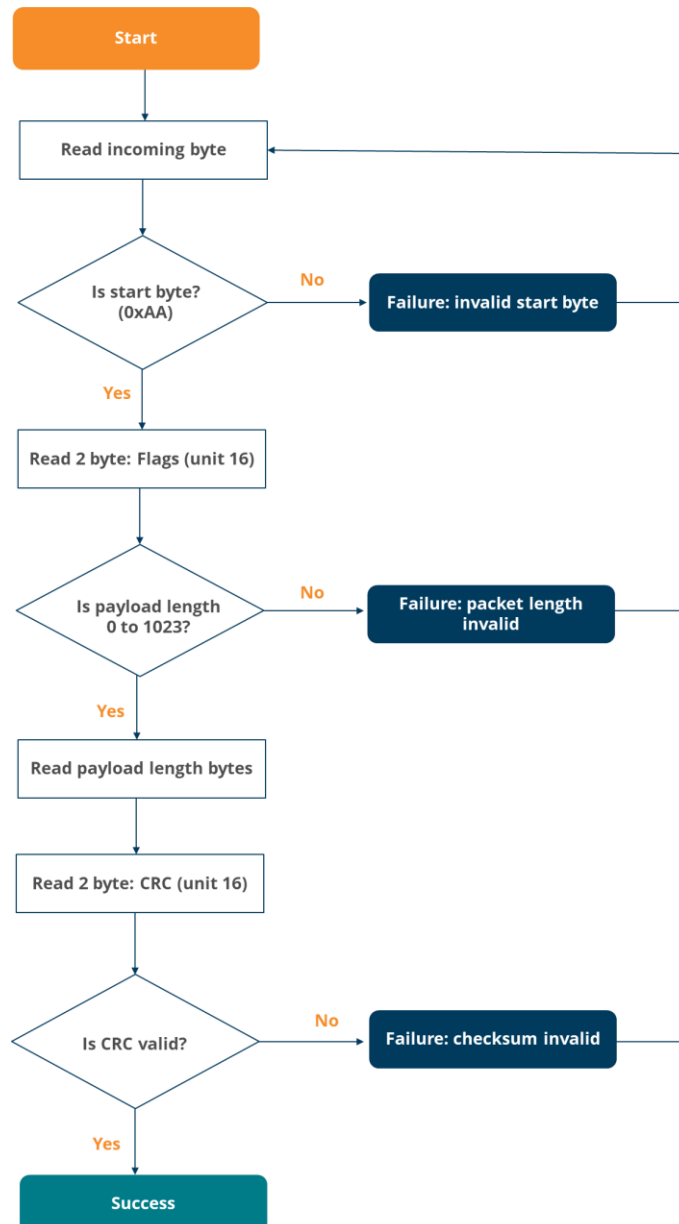 Start
Read incoming byte
Is start byte?
(0xAA)
No
Failure: invalid start byte
Yes
Read 2 byte: Flags (unit 16)
Is payload length
0 to 1023?
No
Failure: packet length
invalid
Yes
Read payload length bytes
Read 2 byte: CRC (unit 16)
Is CRC valid?
No
Failure: checksum invalid
Yes
Success